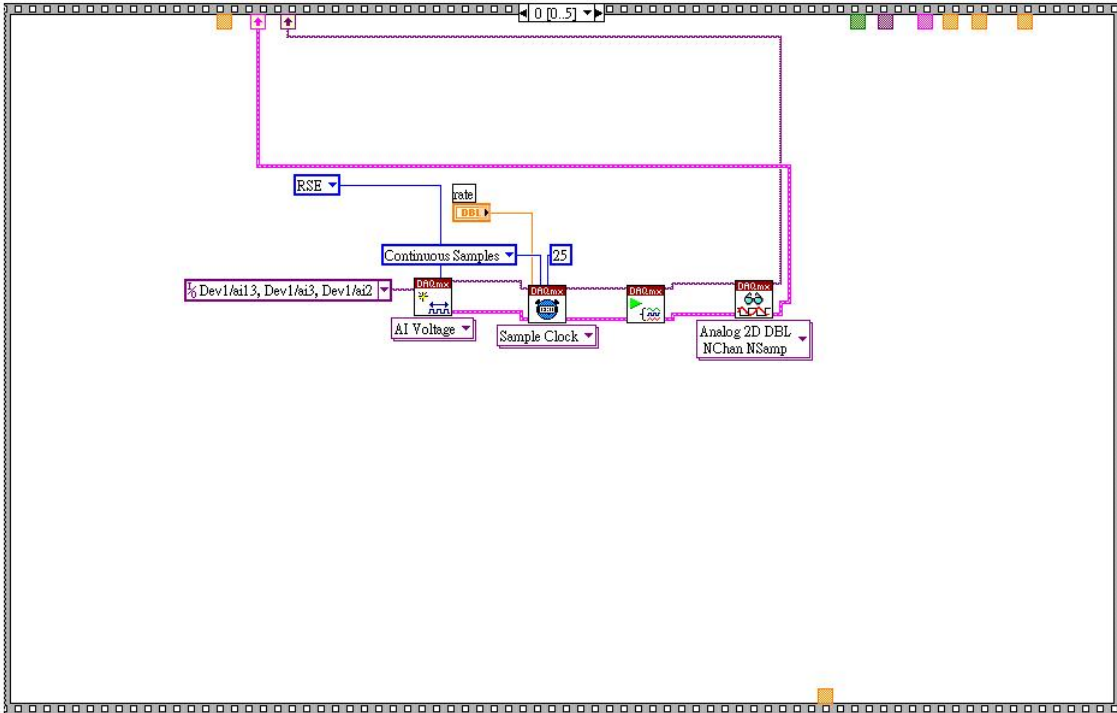 0 [0..5]
RSE
rate
DBL
Continuous Samples
25
I/O Dev1/ai13, Dev1/ai3, Dev1/ai2
DAQmx
DAQmx
DAQmx
DAQmx
AI Voltage
Sample Clock
Analog 2D DBL
NChan NSamp